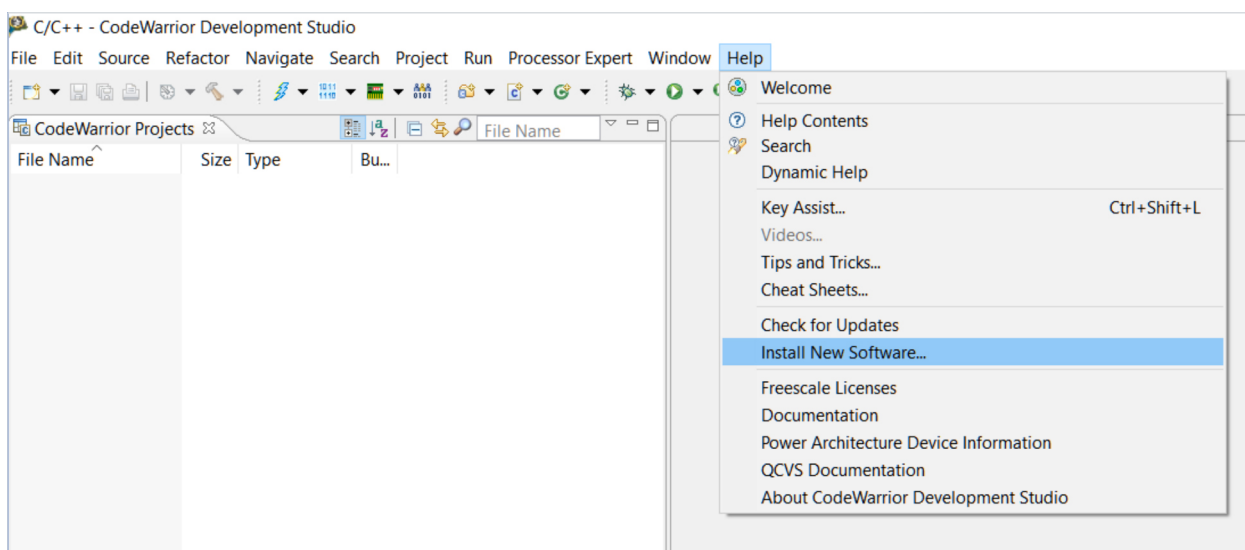 C/C++ - CodeWarrior Development Studio
File Edit Source Refactor Navigate Search Project Run Processor Expert Window Help
CodeWarrior Projects
File Name
File Name Size Type Bu...
Welcome
Help Contents
Search
Dynamic Help
Key Assist... Ctrl+Shift+L
Videos...
Tips and Tricks...
Cheat Sheets...
Check for Updates
Install New Software...
Freescale Licenses
Documentation
Power Architecture Device Information
QCVS Documentation
About CodeWarrior Development Studio